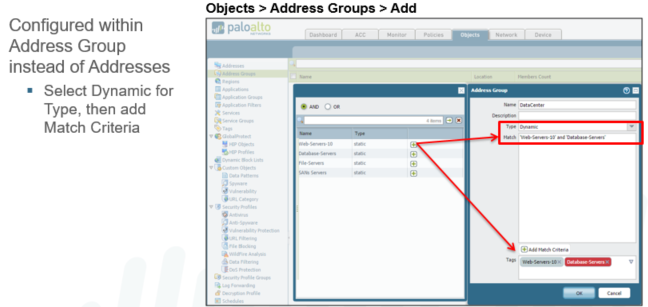 Objects > Address Groups > Add
Configured within
Address Group
instead of Addresses
Select Dynamic for
Type, then add
Match Criteria
paloalto
NETWORKS
Dashboard
ACC
Monitor
Policies
Objects
Network
Device
Addresses
Address Groups
Regions
Applications
Application Groups
Application Filters
Services
Service Groups
Tags
GlobalProtect
HIP Objects
HIP Profiles
Dynamic Block Lists
Custom Objects
Data Patterns
Spyware
Vulnerability
URL Category
Security Profiles
Antivirus
Anti-Spyware
Vulnerability Protection
URL Filtering
File Blocking
WildFire Analysis
Data Filtering
DoS Protection
Security Profile Groups
Log Forwarding
Decryption Profile
Schedules
Name
Location
Members Count
AND
OR
4 items
Name Type
Web-Servers-10 static
Database-Servers static
File-Servers static
Skills Servers static
Address Group
Name DataCenter
Description
Type Dynamic
Match 'Web-Servers-10' and 'Database-Servers'
Add Match Criteria
Tags Web-Servers-10 × Database-Servers ×
OK
Cancel